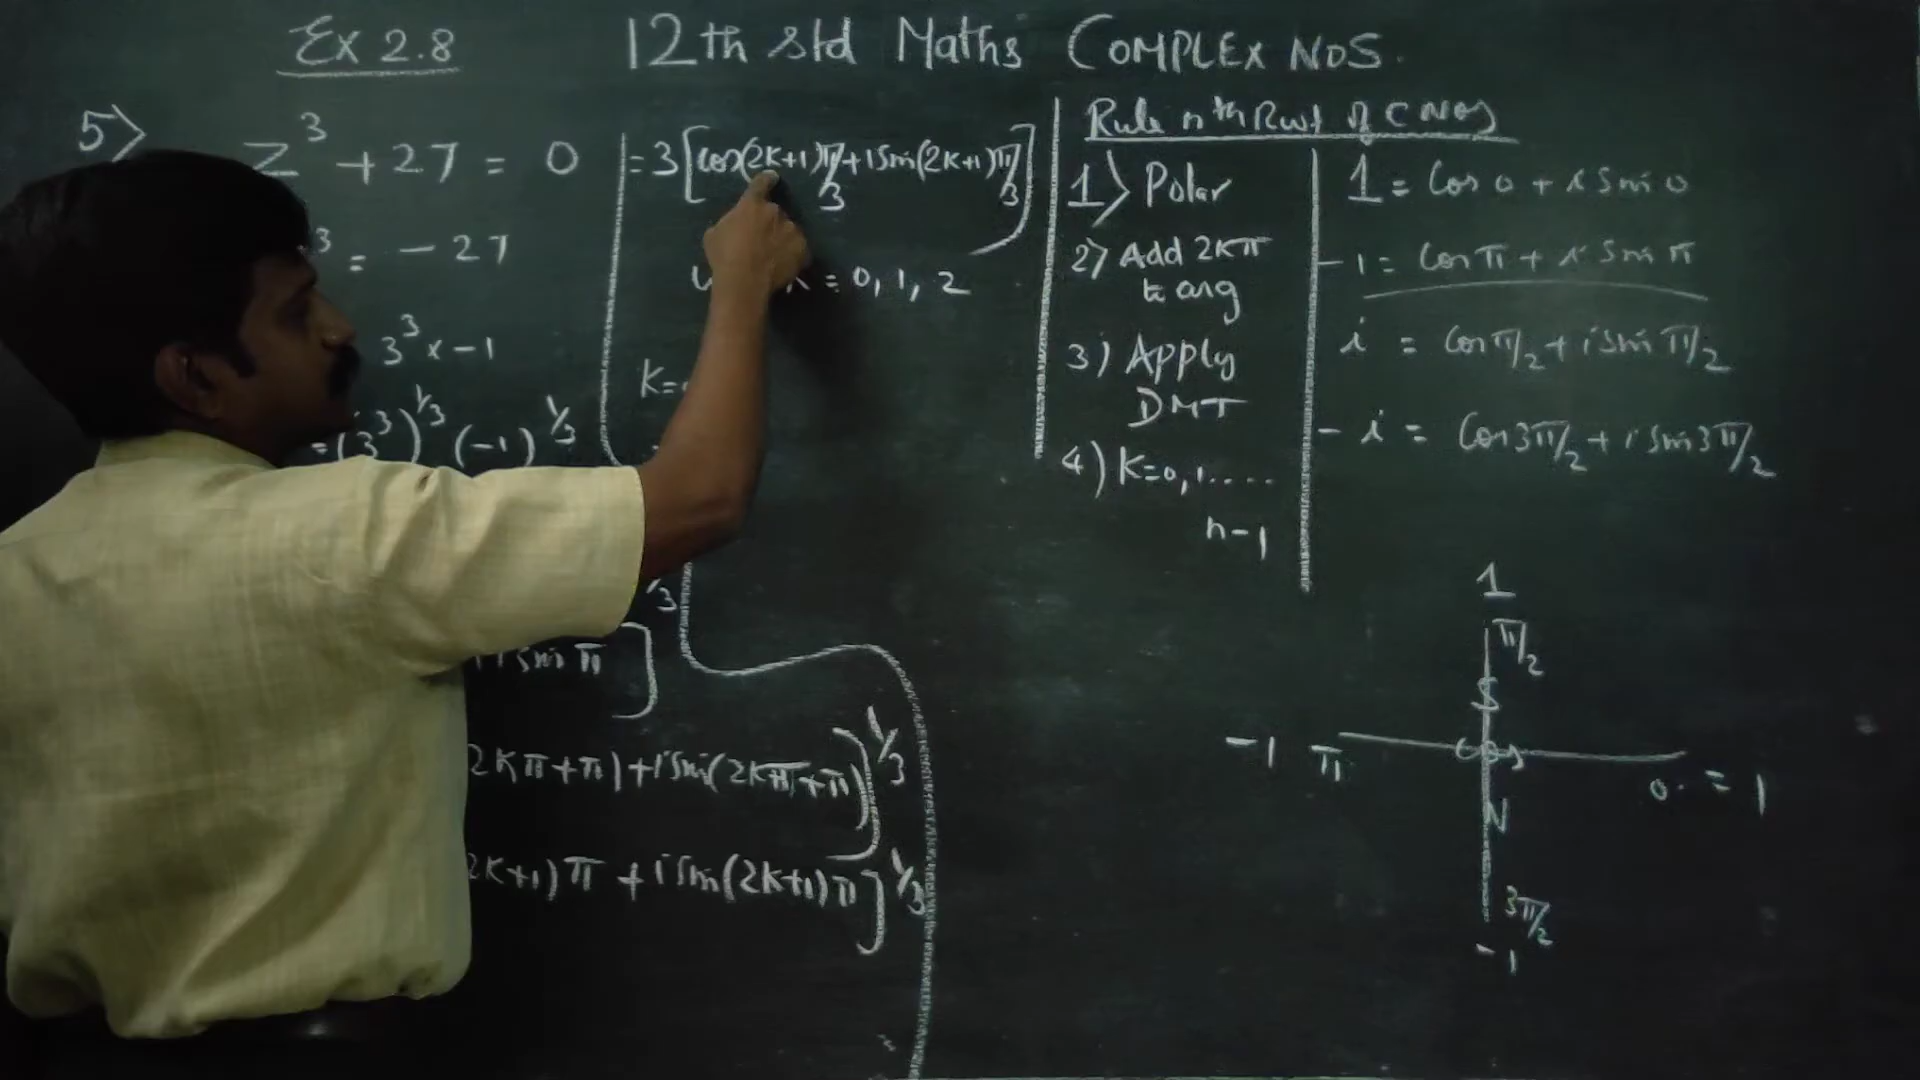 Ex 2.8
12th std Maths COMPLEX NOS.
5)
z³ + 27 = 0
³ = - 27
3³ x -1
= (3³)^1/3 (-1)^1/3
1/3
i sin π
]
2kπ+π) + i sin(2kπ+π)]^1/3
2k+1)π + i sin(2k+1)π]^1/3
= 3[cos(2k+1)π/3 + i sin(2k+1)π/3]
K = 0, 1, 2
K=
Rule nth Root of C NOS
1) Polar
2) Add 2Kπ
to arg
3) Apply
DMT
4) K=0,1.....
n-1
1 = cos 0 + i sin 0
-1 = cos π + i sin π
i = cos π/2 + i sin π/2
-i = cos 3π/2 + i sin 3π/2
1
π/2
S
-1 π cos 0 = 1
N
3π/2
-1